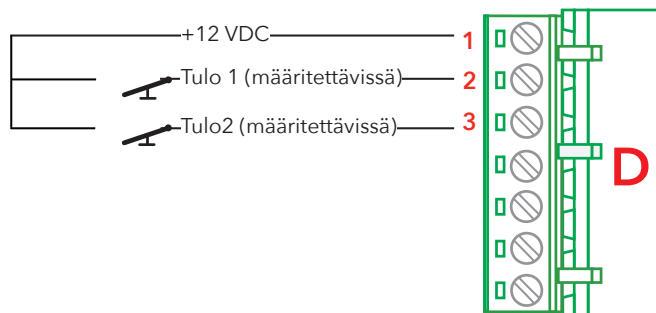 +12 VDC 1
Tulo 1 (määritettävissä) 2
Tulo2 (määritettävissä) 3
D